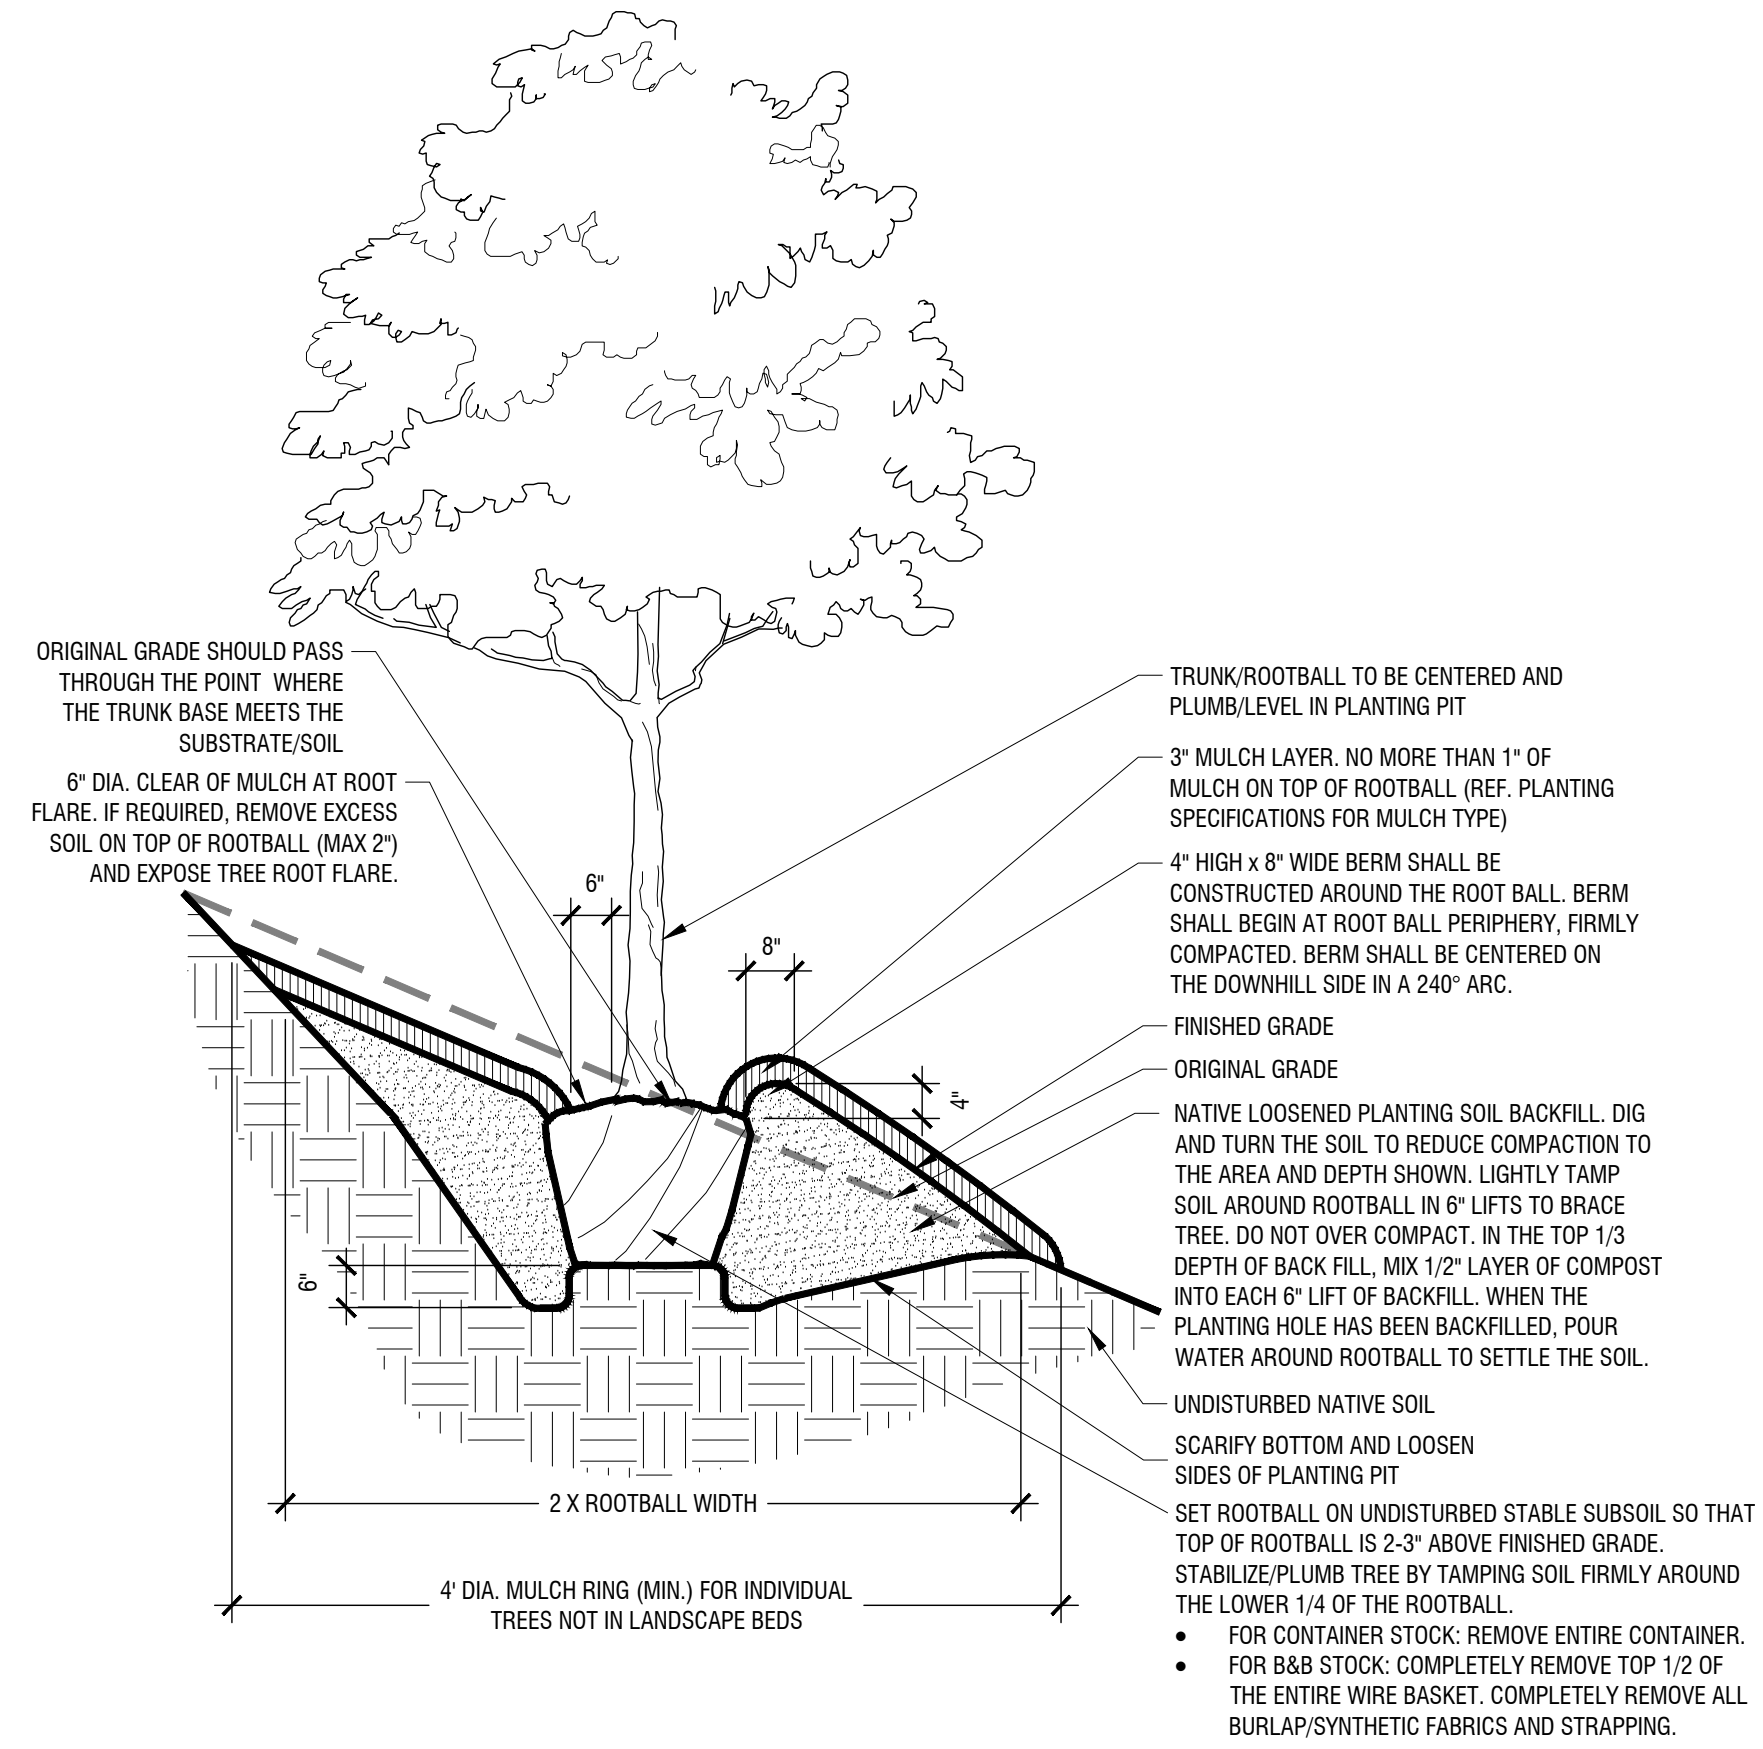 ORIGINAL GRADE SHOULD PASS
THROUGH THE POINT WHERE
THE TRUNK BASE MEETS THE
SUBSTRATE/SOIL
6" DIA. CLEAR OF MULCH AT ROOT
FLARE. IF REQUIRED, REMOVE EXCESS
SOIL ON TOP OF ROOTBALL (MAX 2")
AND EXPOSE TREE ROOT FLARE.
6"
8"
4"
6"
2 X ROOTBALL WIDTH
4' DIA. MULCH RING (MIN.) FOR INDIVIDUAL
TREES NOT IN LANDSCAPE BEDS
TRUNK/ROOTBALL TO BE CENTERED AND
PLUMB/LEVEL IN PLANTING PIT
3" MULCH LAYER. NO MORE THAN 1" OF
MULCH ON TOP OF ROOTBALL (REF. PLANTING
SPECIFICATIONS FOR MULCH TYPE)
4" HIGH x 8" WIDE BERM SHALL BE
CONSTRUCTED AROUND THE ROOT BALL. BERM
SHALL BEGIN AT ROOT BALL PERIPHERY, FIRMLY
COMPACTED. BERM SHALL BE CENTERED ON
THE DOWNHILL SIDE IN A 240° ARC.
FINISHED GRADE
ORIGINAL GRADE
NATIVE LOOSENED PLANTING SOIL BACKFILL. DIG
AND TURN THE SOIL TO REDUCE COMPACTION TO
THE AREA AND DEPTH SHOWN. LIGHTLY TAMP
SOIL AROUND ROOTBALL IN 6" LIFTS TO BRACE
TREE. DO NOT OVER COMPACT. IN THE TOP 1/3
DEPTH OF BACK FILL, MIX 1/2" LAYER OF COMPOST
INTO EACH 6" LIFT OF BACKFILL. WHEN THE
PLANTING HOLE HAS BEEN BACKFILLED, POUR
WATER AROUND ROOTBALL TO SETTLE THE SOIL.
UNDISTURBED NATIVE SOIL
SCARIFY BOTTOM AND LOOSEN
SIDES OF PLANTING PIT
SET ROOTBALL ON UNDISTURBED STABLE SUBSOIL SO THAT
TOP OF ROOTBALL IS 2-3" ABOVE FINISHED GRADE.
STABILIZE/PLUMB TREE BY TAMPING SOIL FIRMLY AROUND
THE LOWER 1/4 OF THE ROOTBALL.
• FOR CONTAINER STOCK: REMOVE ENTIRE CONTAINER.
• FOR B&B STOCK: COMPLETELY REMOVE TOP 1/2 OF
THE ENTIRE WIRE BASKET. COMPLETELY REMOVE ALL
BURLAP/SYNTHETIC FABRICS AND STRAPPING.